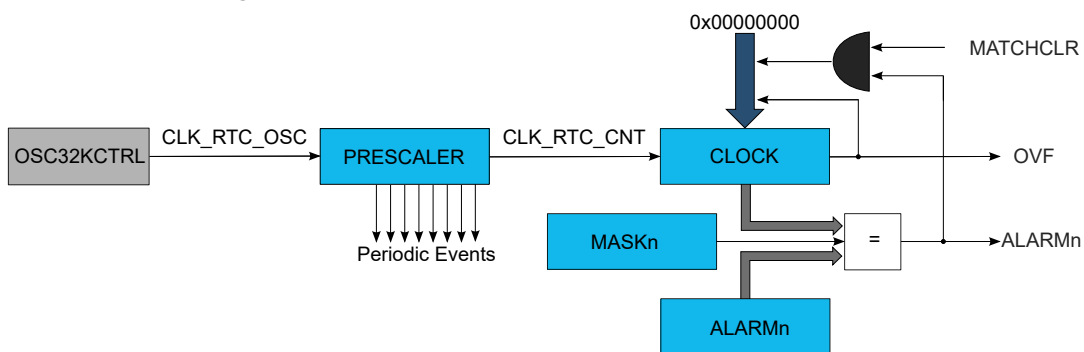 0x00000000
MATCHCLR
CLK_RTC_OSC
CLK_RTC_CNT
OSC32KCTRL
PRESCALER
CLOCK
OVF
Periodic Events
MASKn
=
ALARMn
ALARMn